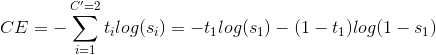 CE = -\sum_{i=1}^{C'=2} t_i log(s_i) = -t_1 log(s_1) - (1 - t_1) log(1 - s_1)